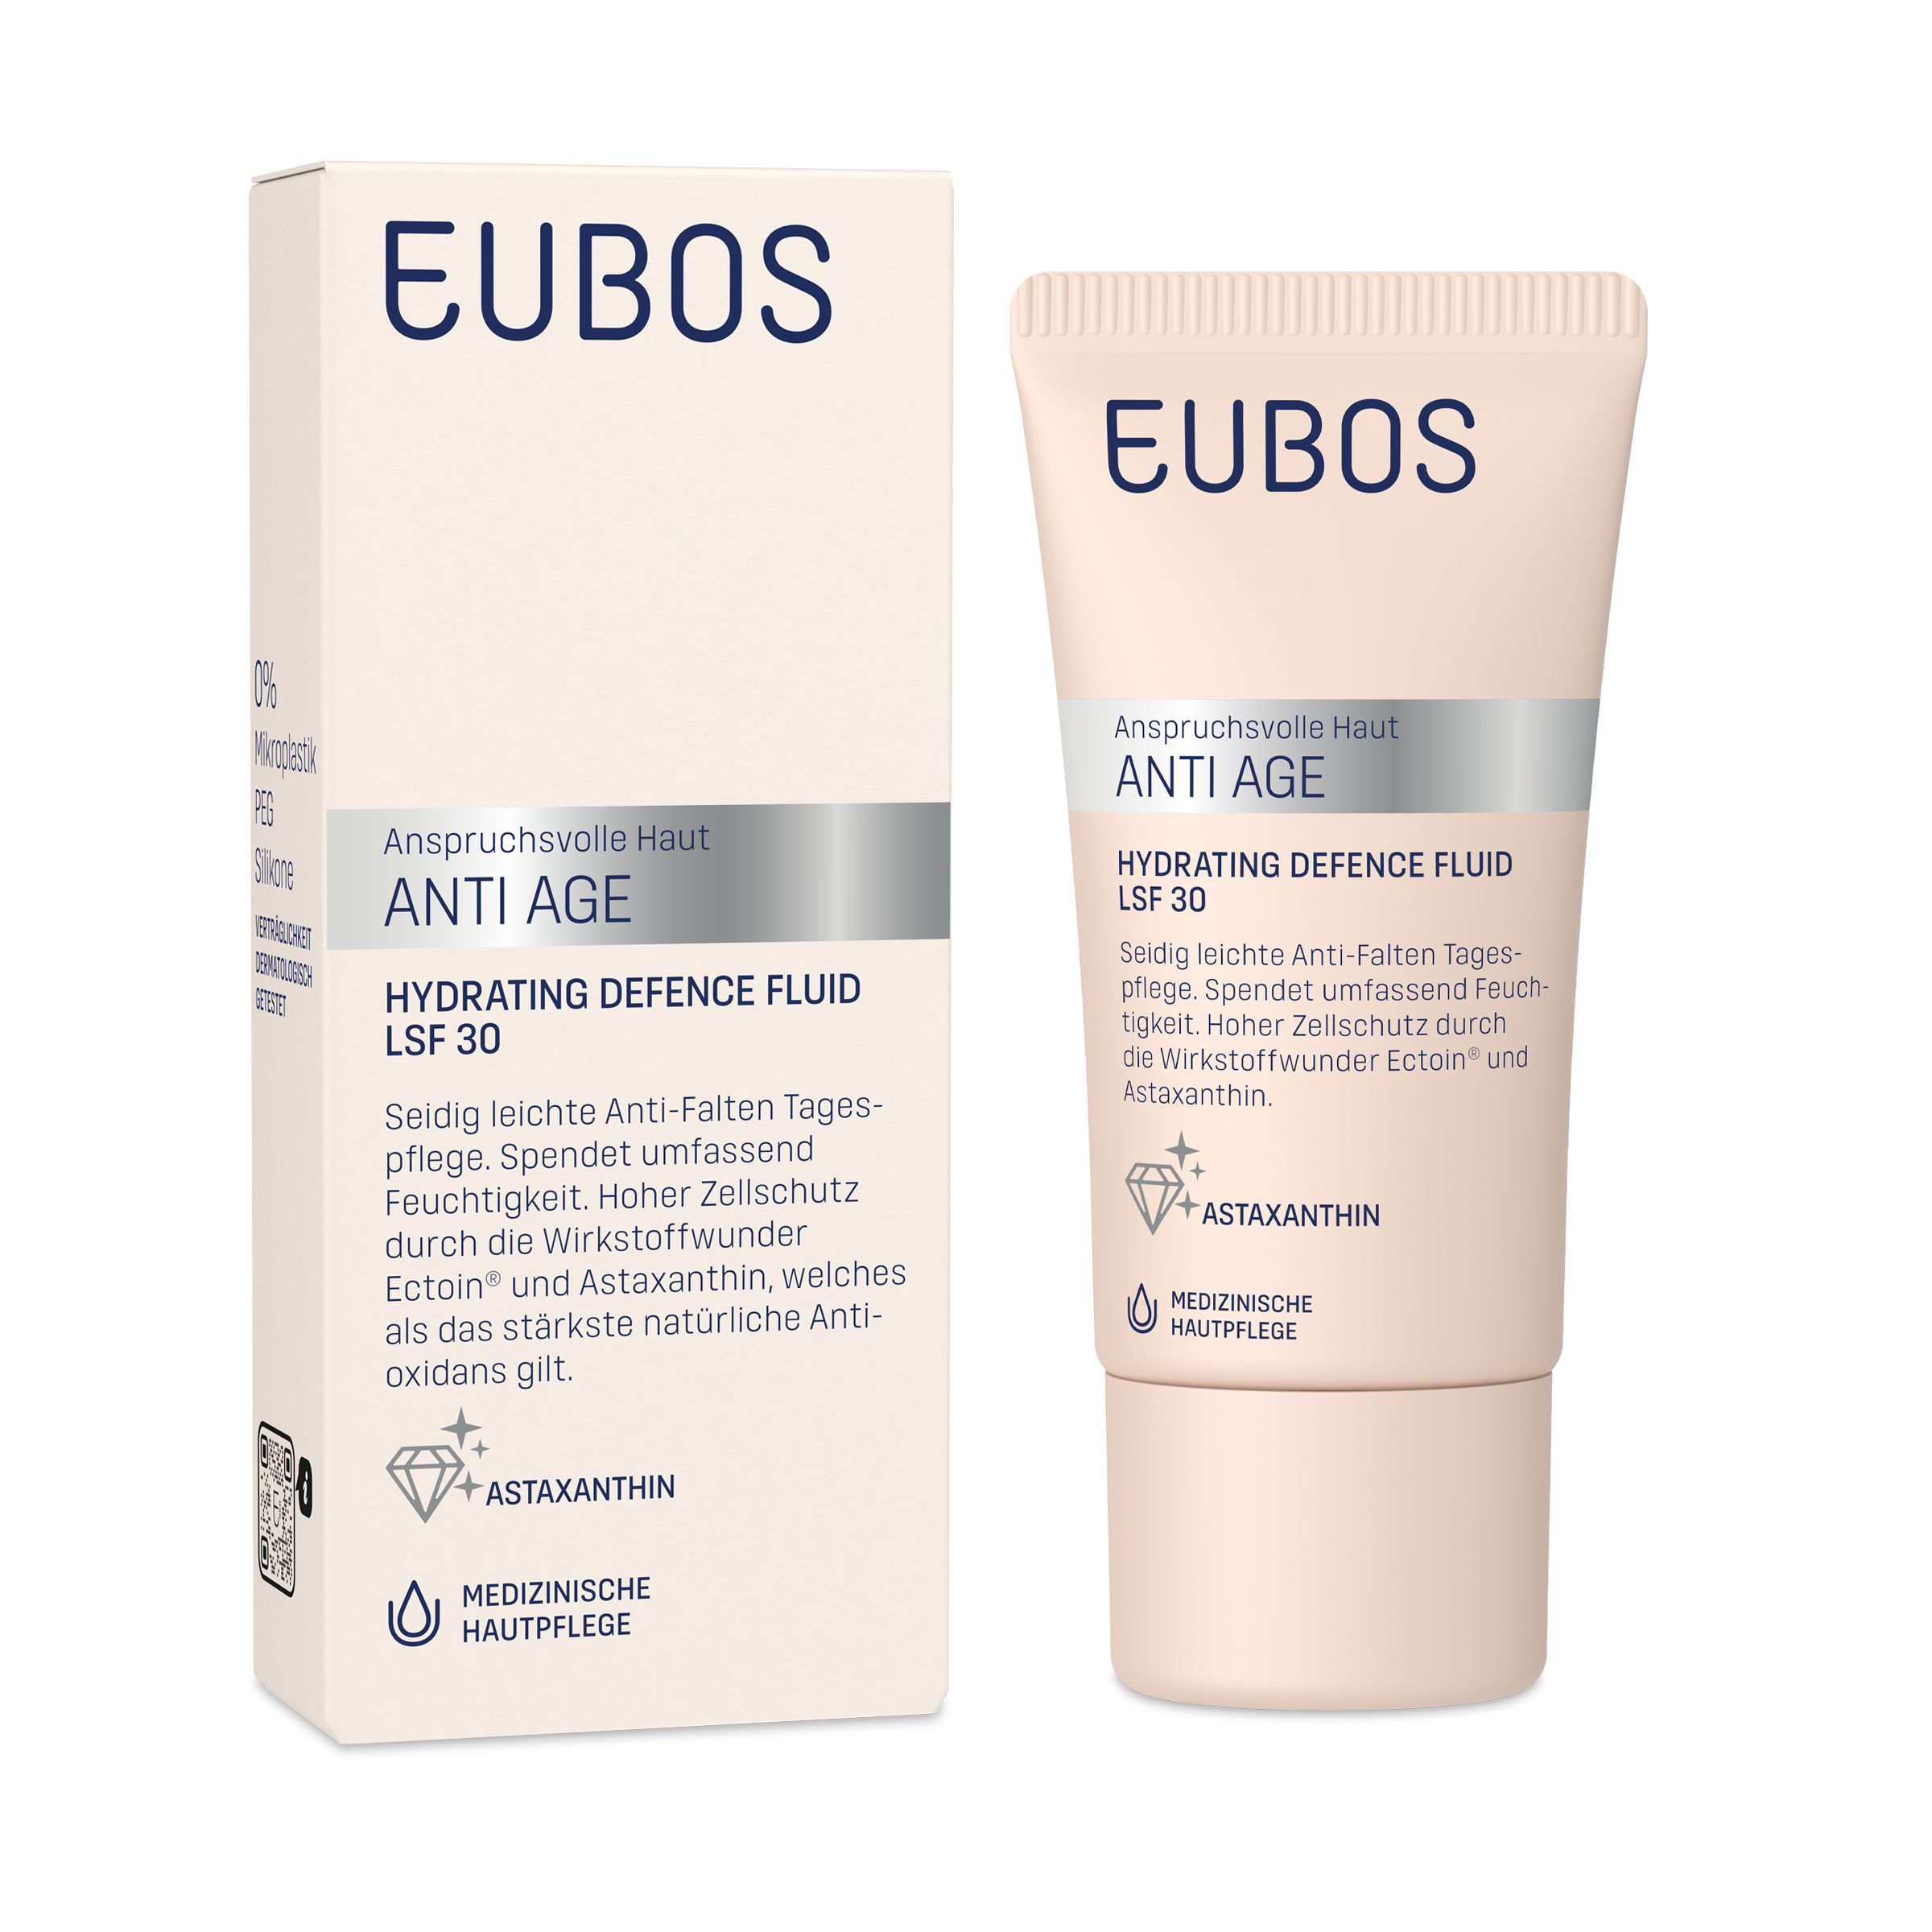 EUBOS
Anspruchsvolle Haut
ANTI AGE
HYDRATING DEFENCE FLUID
LSF 30
Seidig leichte Anti-Falten Tages-
pflege. Spendet umfassend
Feuchtigkeit. Hoher Zellschutz
durch die Wirkstoffwunder
Ectoin® und Astaxanthin, welches
als das stärkste natürliche Anti-
oxidans gilt.
ASTAXANTHIN
MEDIZINISCHE
HAUTPFLEGE
0%
Mikroplastik
PEG
Silikone
VERTRÄGLICHKEIT
DERMATOLOGISCH
GETESTET
i
EUBOS
Anspruchsvolle Haut
ANTI AGE
HYDRATING DEFENCE FLUID
LSF 30
Seidig leichte Anti-Falten Tages-
pflege. Spendet umfassend Feuch-
tigkeit. Hoher Zellschutz durch
die Wirkstoffwunder Ectoin® und
Astaxanthin.
ASTAXANTHIN
MEDIZINISCHE
HAUTPFLEGE